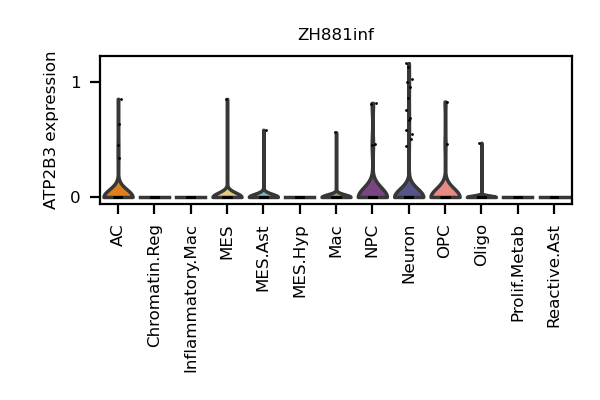 ZH881inf
ATP2B3 expression
1
0
AC
Chromatin.Reg
Inflammatory.Mac
MES
MES.Ast
MES.Hyp
Mac
NPC
Neuron
OPC
Oligo
Prolif.Metab
Reactive.Ast